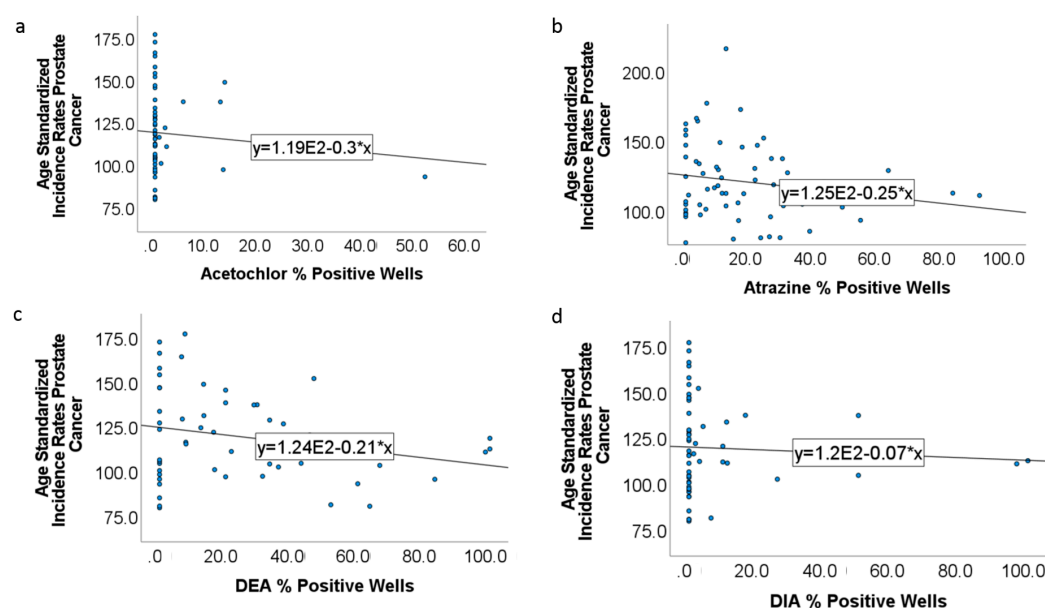 a
Age Standardized
Incidence Rates Prostate
Cancer
175.0
150.0
125.0
100.0
75.0
y=1.19E2-0.3*x
.0 10.0 20.0 30.0 40.0 50.0 60.0
Acetochlor % Positive Wells
b
Age Standardized
Incidence Rates Prostate
Cancer
200.0
150.0
100.0
y=1.25E2-0.25*x
.0 20.0 40.0 60.0 80.0 100.0
Atrazine % Positive Wells
c
Age Standardized
Incidence Rates Prostate
Cancer
175.0
150.0
125.0
100.0
75.0
y=1.24E2-0.21*x
.0 20.0 40.0 60.0 80.0 100.0
DEA % Positive Wells
d
Age Standardized
Incidence Rates Prostate
Cancer
175.0
150.0
125.0
100.0
75.0
y=1.2E2-0.07*x
.0 20.0 40.0 60.0 80.0 100.0
DIA % Positive Wells